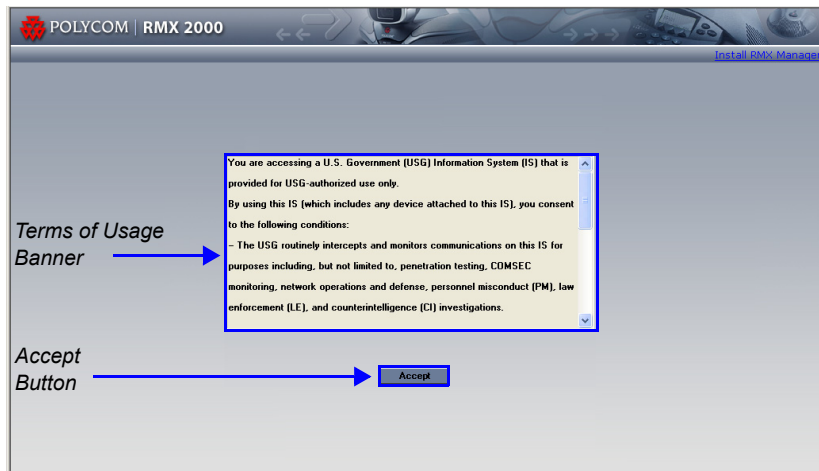 POLYCOM | RMX 2000
Install RMX Manager
You are accessing a U.S. Government (USG) Information System (IS) that is
provided for USG-authorized use only.
By using this IS (which includes any device attached to this IS), you consent
to the following conditions:
– The USG routinely intercepts and monitors communications on this IS for
purposes including, but not limited to, penetration testing, COMSEC
monitoring, network operations and defense, personnel misconduct (PM), law
enforcement (LE), and counterintelligence (CI) investigations.
Terms of Usage
Banner
Accept
Button
Accept